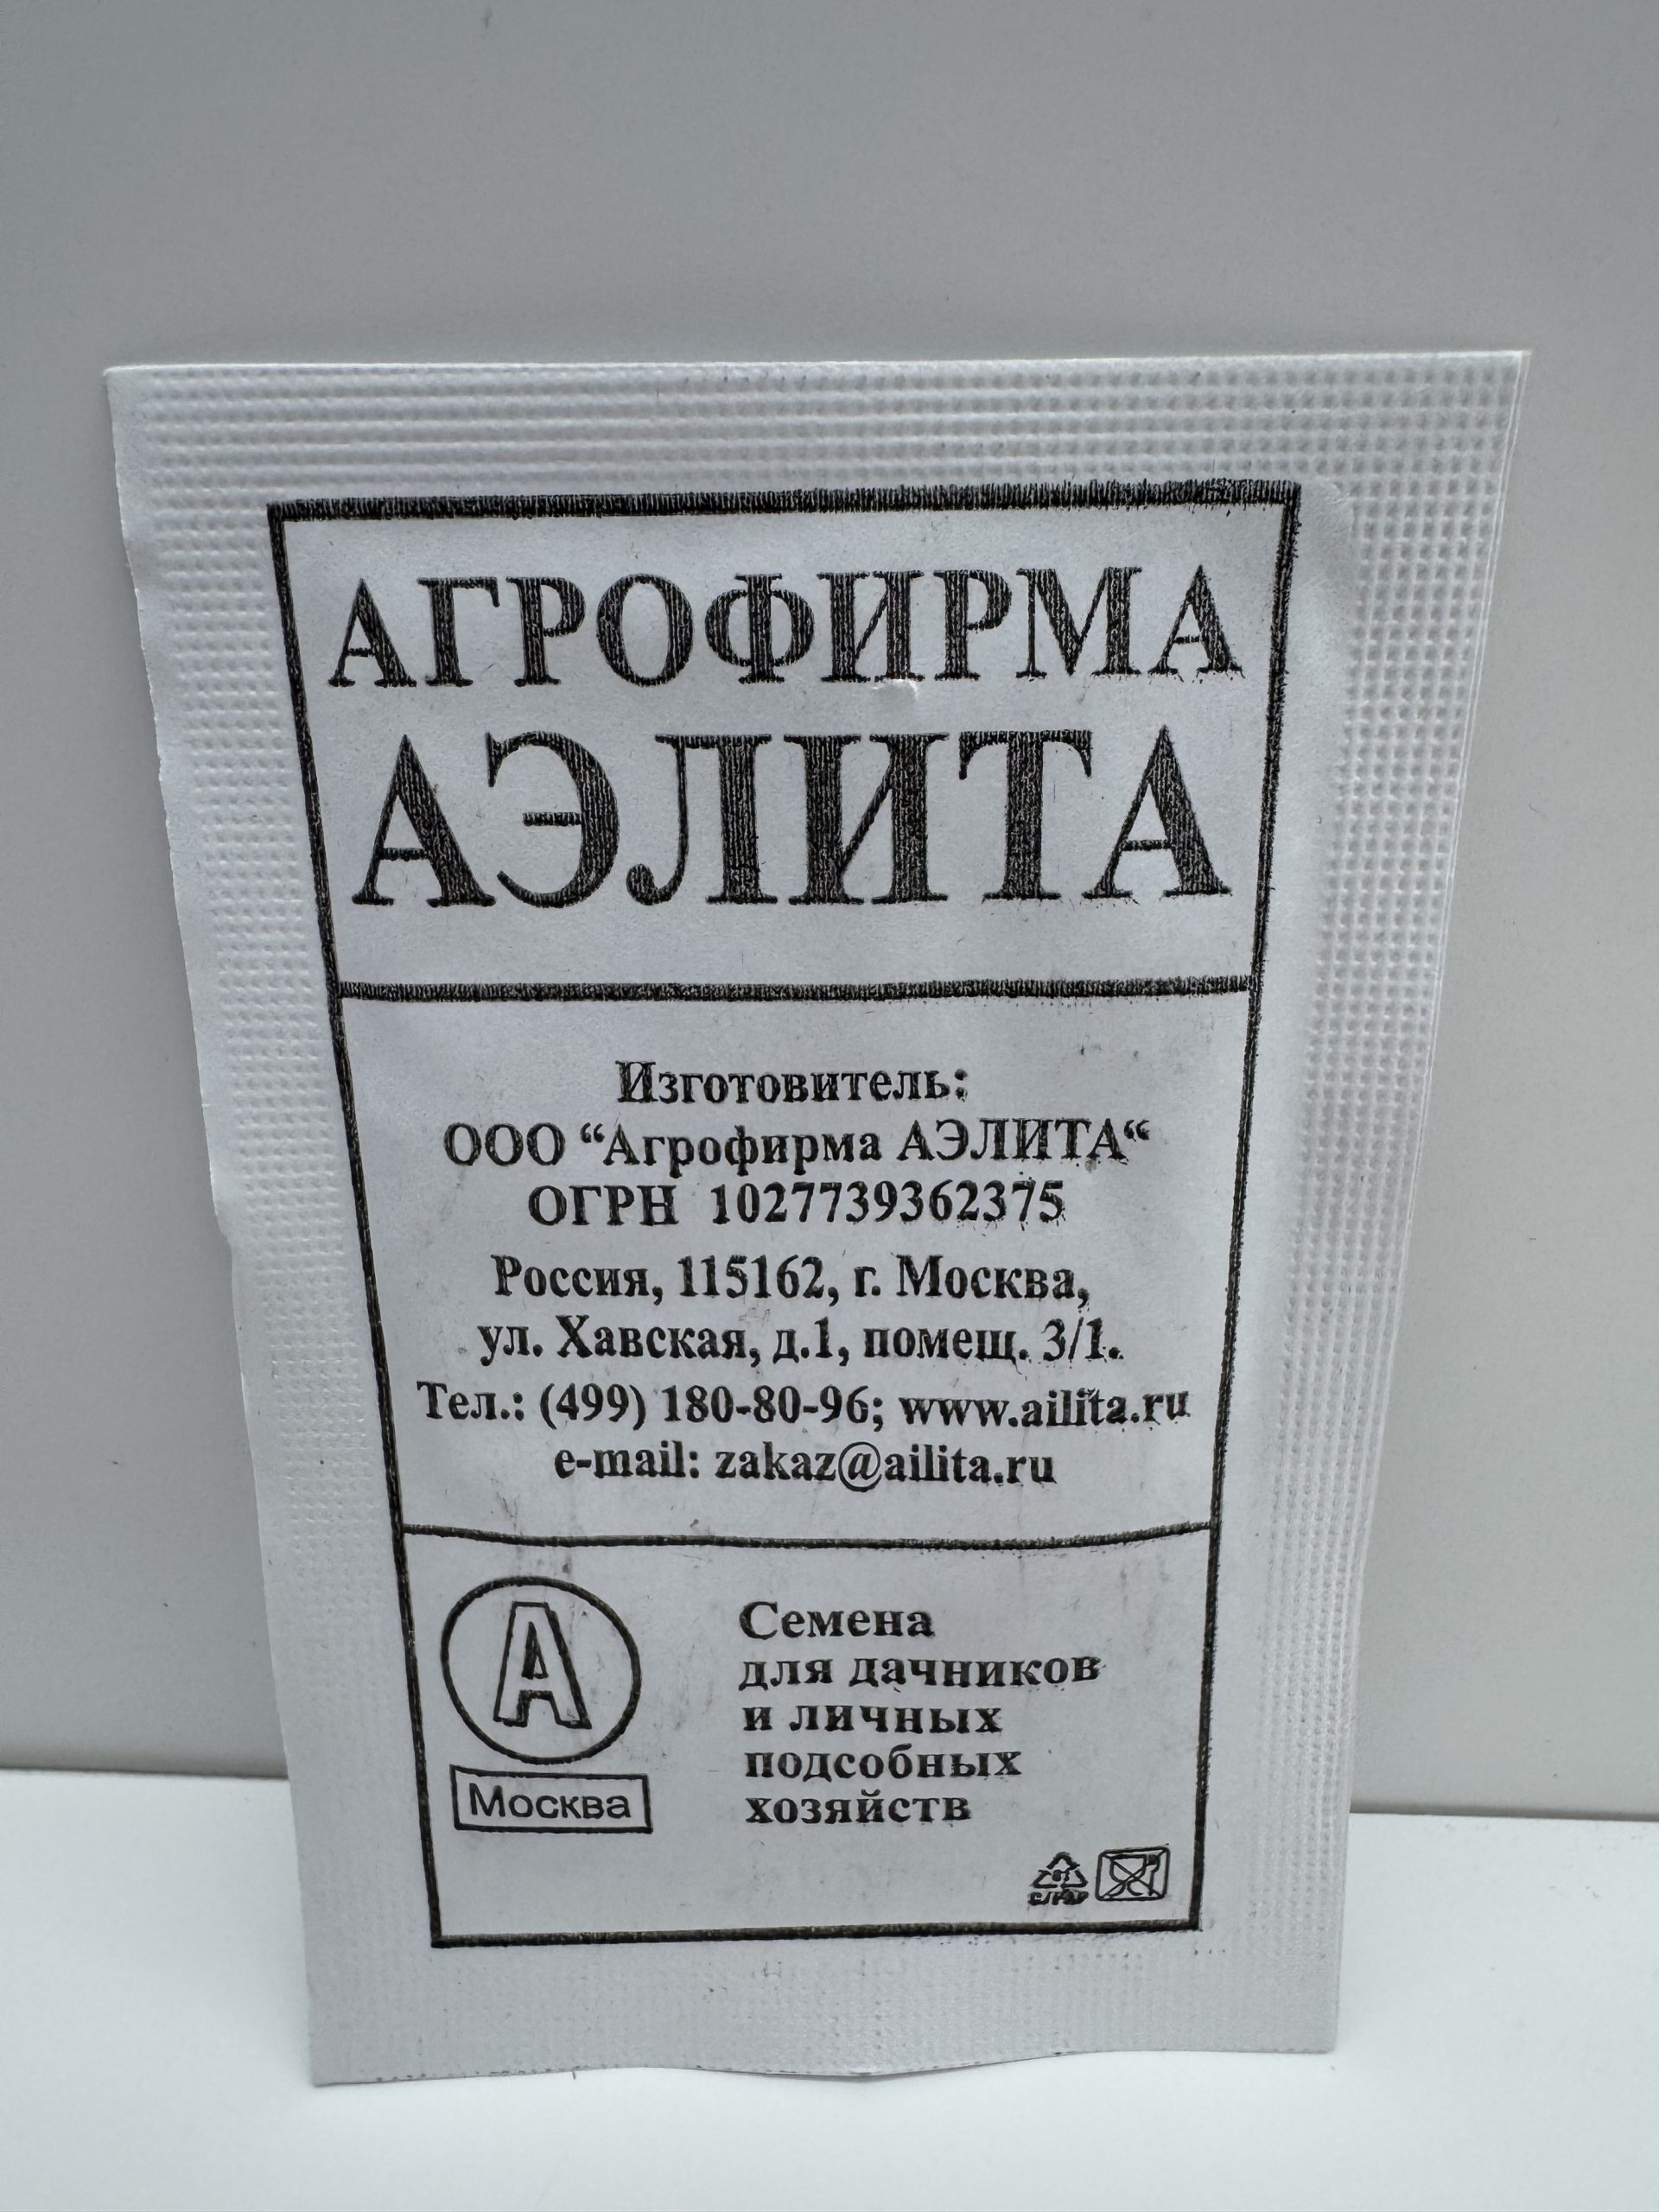 АГРОФИРМА
АЭЛИТА
Изготовитель:
ООО “Агрофирма АЭЛИТА“
ОГРН 1027739362375
Россия, 115162, г. Москва,
ул. Хавская, д.1, помещ. 3/1.
Тел.: (499) 180-80-96; www.ailita.ru
e-mail: zakaz@ailita.ru
А
Москва
Семена
для дачников
и личных
подсобных
хозяйств